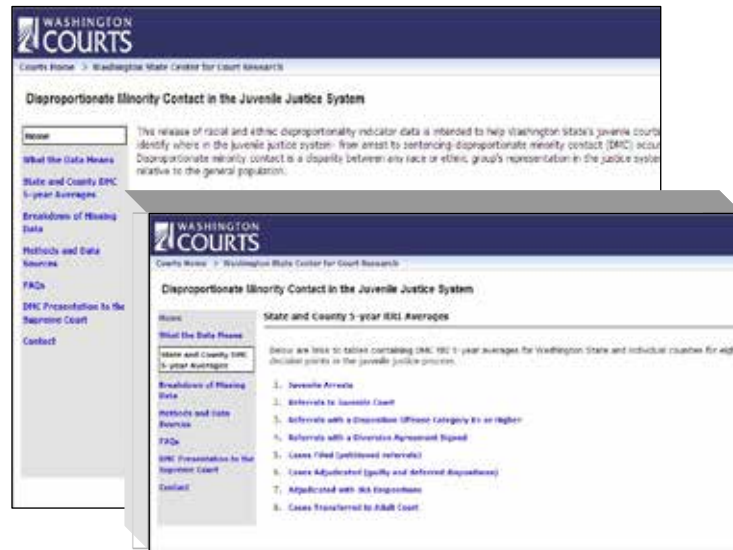 WASHINGTON
COURTS
Courts Home > Washington State Center for Court Research
Disproportionate Minority Contact in the Juvenile Justice System
Home
What the Data Means
State and County DMC
5-year Averages
Breakdown of Missing
Data
Methods and Data
Sources
FAQs
DMC Presentation to the
Supreme Court
Contact
This release of racial and ethnic disproportionality indicator data is intended to help Washington State's juvenile courts
identify where in the juvenile justice system- from arrest to sentencing-disproportionate minority contact (DMC) occur
Disproportionate minority contact is a disparity between any race or ethnic group's representation in the justice syste
relative to the general population.
WASHINGTON
COURTS
Courts Home > Washington State Center for Court Research
Disproportionate Minority Contact in the Juvenile Justice System
Home
What the Data Means
State and County DMC
5-year Averages
Breakdown of Missing
Data
Methods and Data
Sources
FAQs
DMC Presentation to the
Supreme Court
Contact
State and County 5-year RRI Averages
Below are links to tables containing DMC RRI 5-year averages for Washington State and individual counties for eigh
decision points in the juvenile justice process.
1. Juvenile Arrests
2. Referrals to Juvenile Court
3. Referrals with a Disposition Offense Category D+ or Higher
4. Referrals with a Diversion Agreement Signed
5. Cases Filed (petitioned referrals)
6. Cases Adjudicated (guilty and deferred dispositions)
7. Adjudicated with JRA Dispositions
8. Cases Transferred to Adult Court